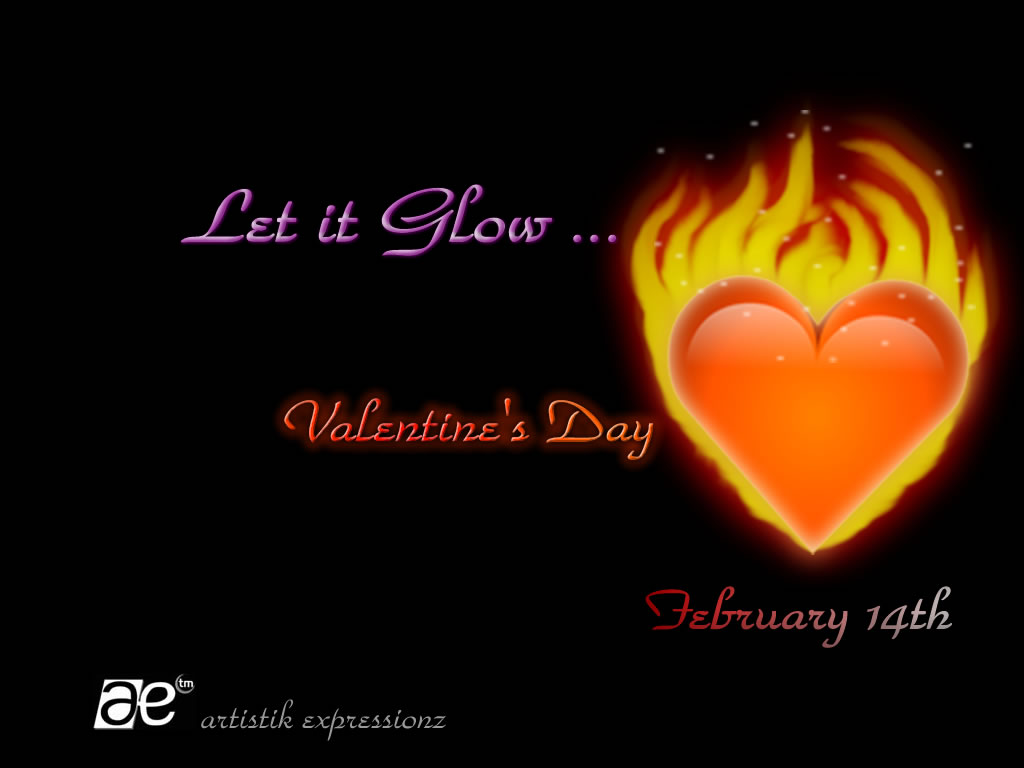 Let it Glow ...
Valentine's Day
February 14th
ae tm artistik expressionz